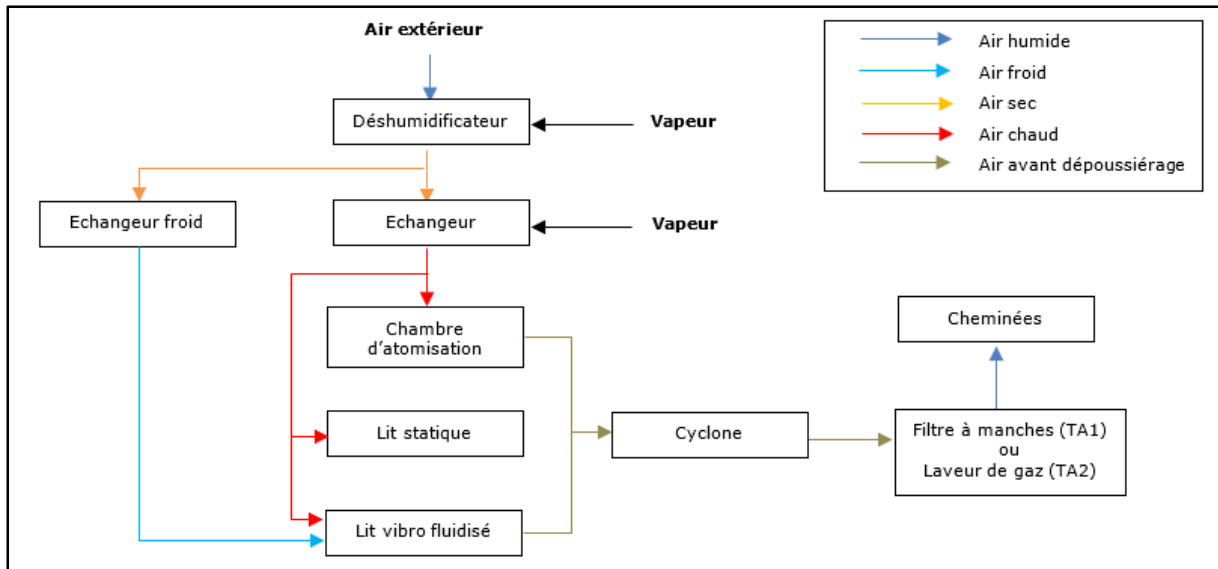 Air extérieur
Déshumidificateur
Vapeur
Echangeur froid
Echangeur
Vapeur
Chambre
d'atomisation
Lit statique
Lit vibro fluidisé
Cyclone
Cheminées
Filtre à manches (TA1)
ou
Laveur de gaz (TA2)
Air humide
Air froid
Air sec
Air chaud
Air avant dépoussiérage